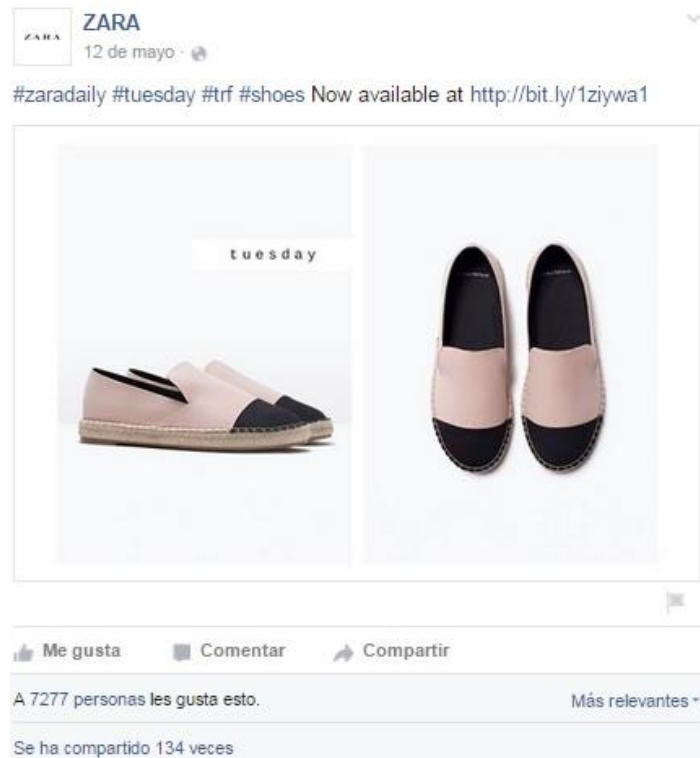 ZARA
ZARA
12 de mayo ·
#zaradaily #tuesday #trf #shoes Now available at http://bit.ly/1ziywa1
tuesday
Me gusta Comentar Compartir
A 7277 personas les gusta esto. Más relevantes
Se ha compartido 134 veces